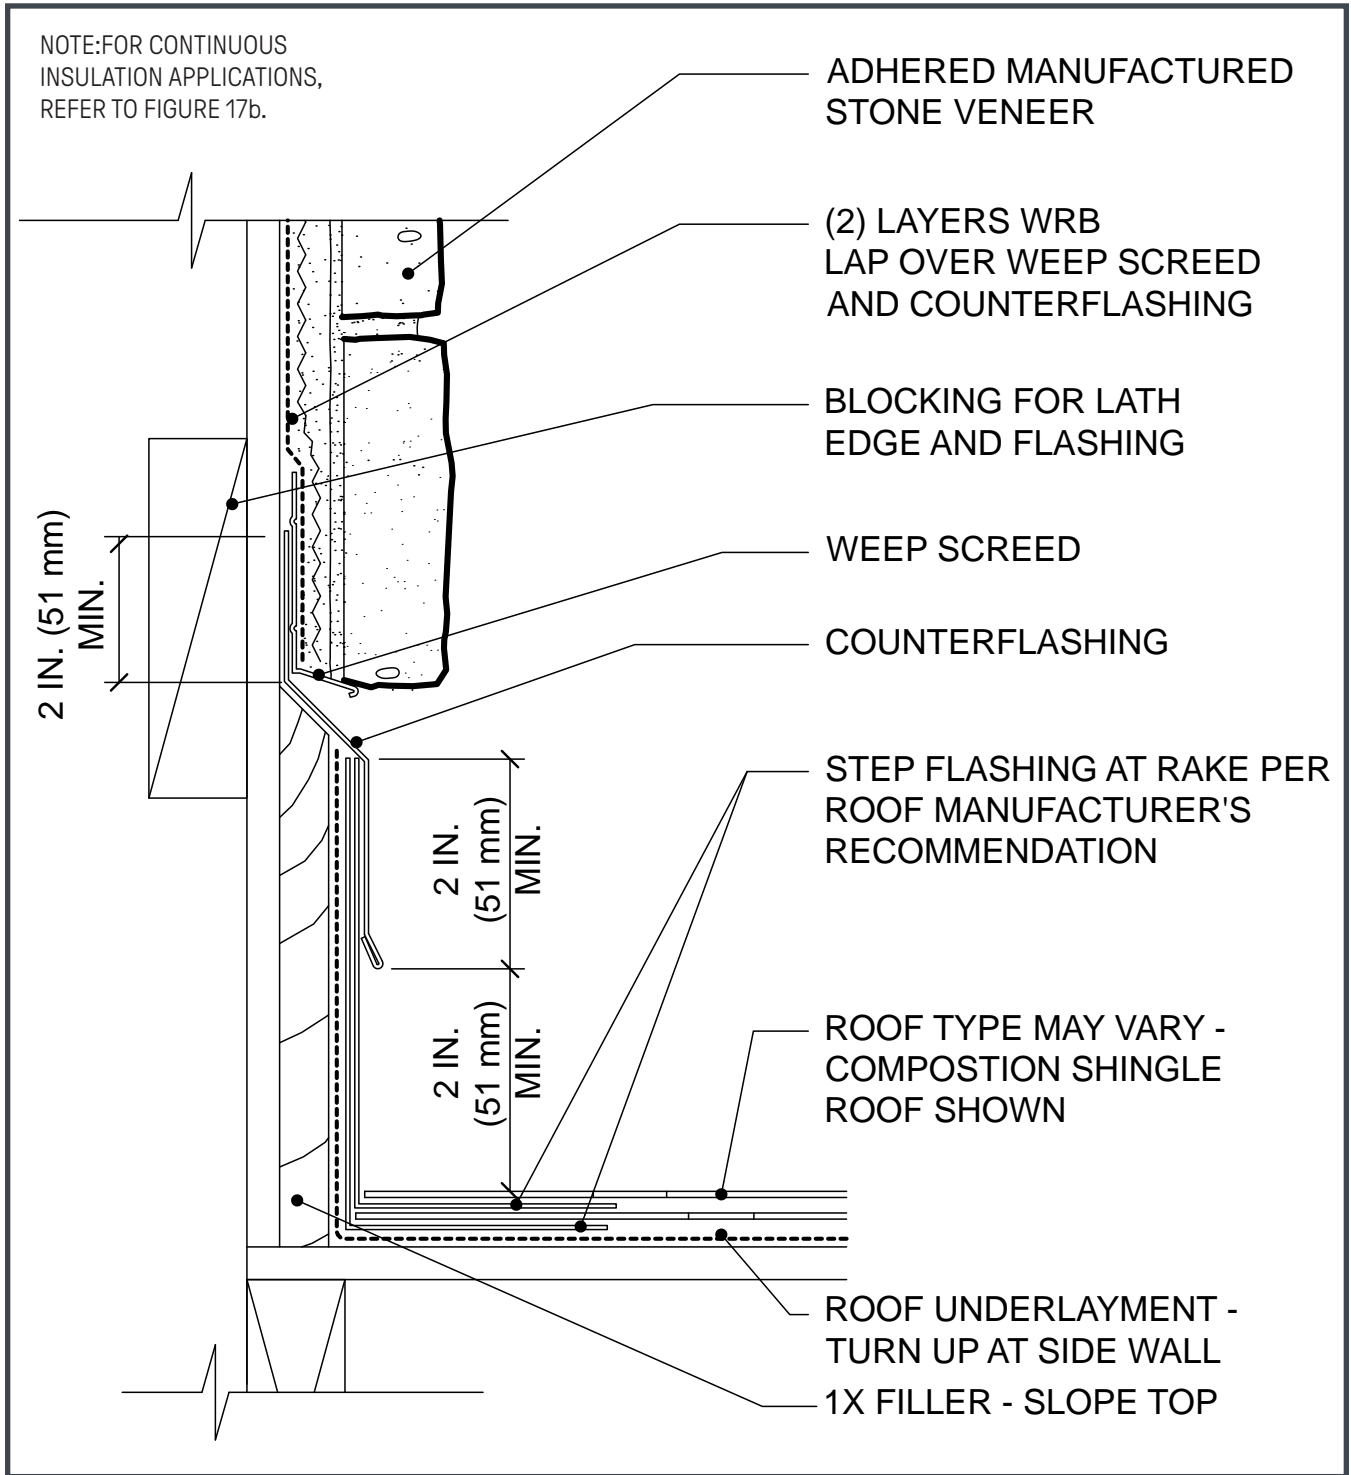 NOTE:FOR CONTINUOUS
INSULATION APPLICATIONS,
REFER TO FIGURE 17b.
ADHERED MANUFACTURED
STONE VENEER
(2) LAYERS WRB
LAP OVER WEEP SCREED
AND COUNTERFLASHING
BLOCKING FOR LATH
EDGE AND FLASHING
2 IN. (51 mm)
MIN.
WEEP SCREED
COUNTERFLASHING
STEP FLASHING AT RAKE PER
ROOF MANUFACTURER'S
RECOMMENDATION
2 IN.
(51 mm)
MIN.
2 IN.
(51 mm)
MIN.
ROOF TYPE MAY VARY -
COMPOSTION SHINGLE
ROOF SHOWN
ROOF UNDERLAYMENT -
TURN UP AT SIDE WALL
1X FILLER - SLOPE TOP